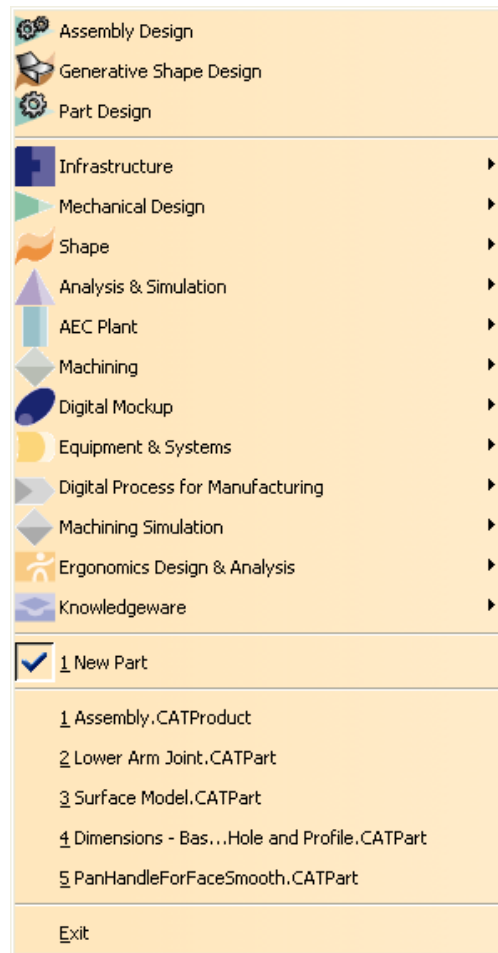 Assembly Design
Generative Shape Design
Part Design
Infrastructure
Mechanical Design
Shape
Analysis & Simulation
AEC Plant
Machining
Digital Mockup
Equipment & Systems
Digital Process for Manufacturing
Machining Simulation
Ergonomics Design & Analysis
Knowledgeware
1 New Part
1 Assembly.CATProduct
2 Lower Arm Joint.CATPart
3 Surface Model.CATPart
4 Dimensions - Bas...Hole and Profile.CATPart
5 PanHandleForFaceSmooth.CATPart
Exit